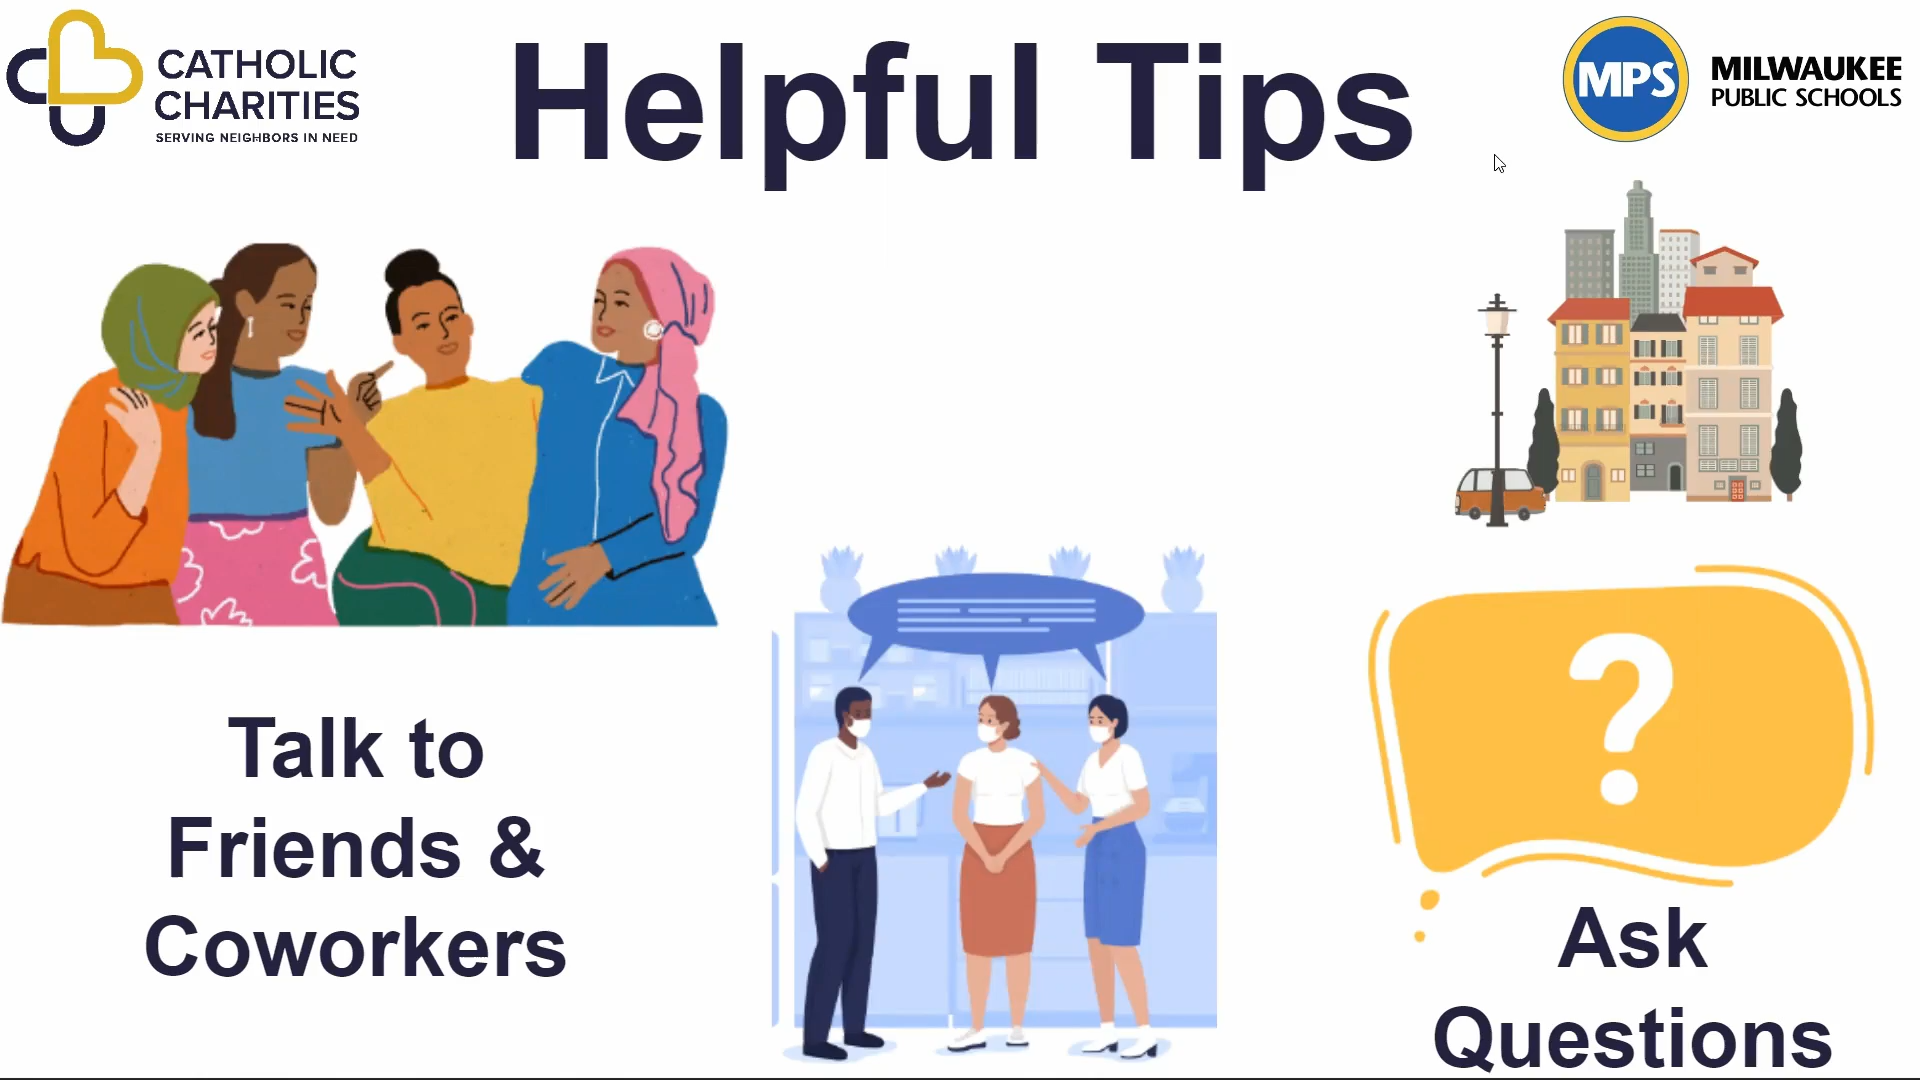 CATHOLIC
CHARITIES
SERVING NEIGHBORS IN NEED
Helpful Tips
MPS
MILWAUKEE
PUBLIC SCHOOLS
Talk to
Friends &
Coworkers
?
Ask
Questions